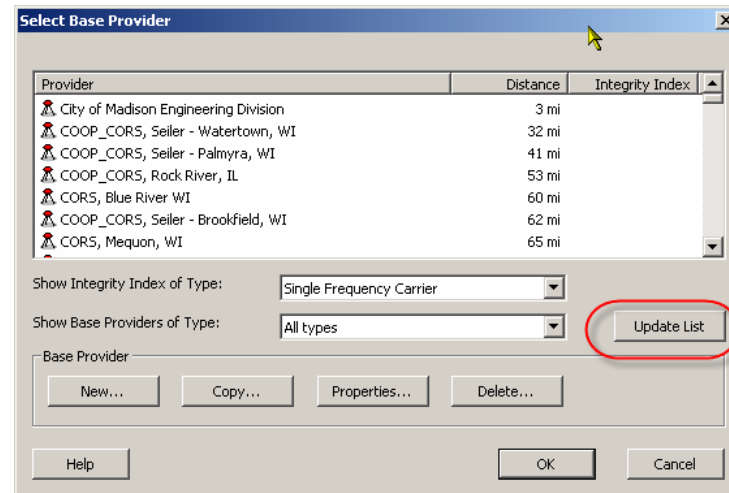 Select Base Provider
Provider Distance Integrity Index
City of Madison Engineering Division 3 mi
COOP_CORS, Seiler - Watertown, WI 32 mi
COOP_CORS, Seiler - Palmyra, WI 41 mi
COOP_CORS, Rock River, IL 53 mi
CORS, Blue River WI 60 mi
COOP_CORS, Seiler - Brookfield, WI 62 mi
CORS, Mequon, WI 65 mi
Show Integrity Index of Type: Single Frequency Carrier
Show Base Providers of Type: All types Update List
Base Provider
New... Copy... Properties... Delete...
Help OK Cancel